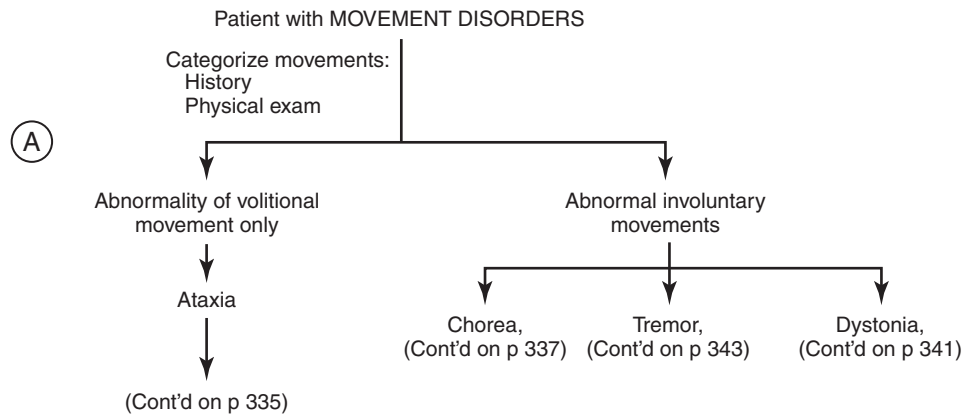 Patient with MOVEMENT DISORDERS
Categorize movements:
History
Physical exam
A
Abnormality of volitional
movement only
Abnormal involuntary
movements
Ataxia
(Cont'd on p 335)
Chorea,
(Cont'd on p 337)
Tremor,
(Cont'd on p 343)
Dystonia,
(Cont'd on p 341)